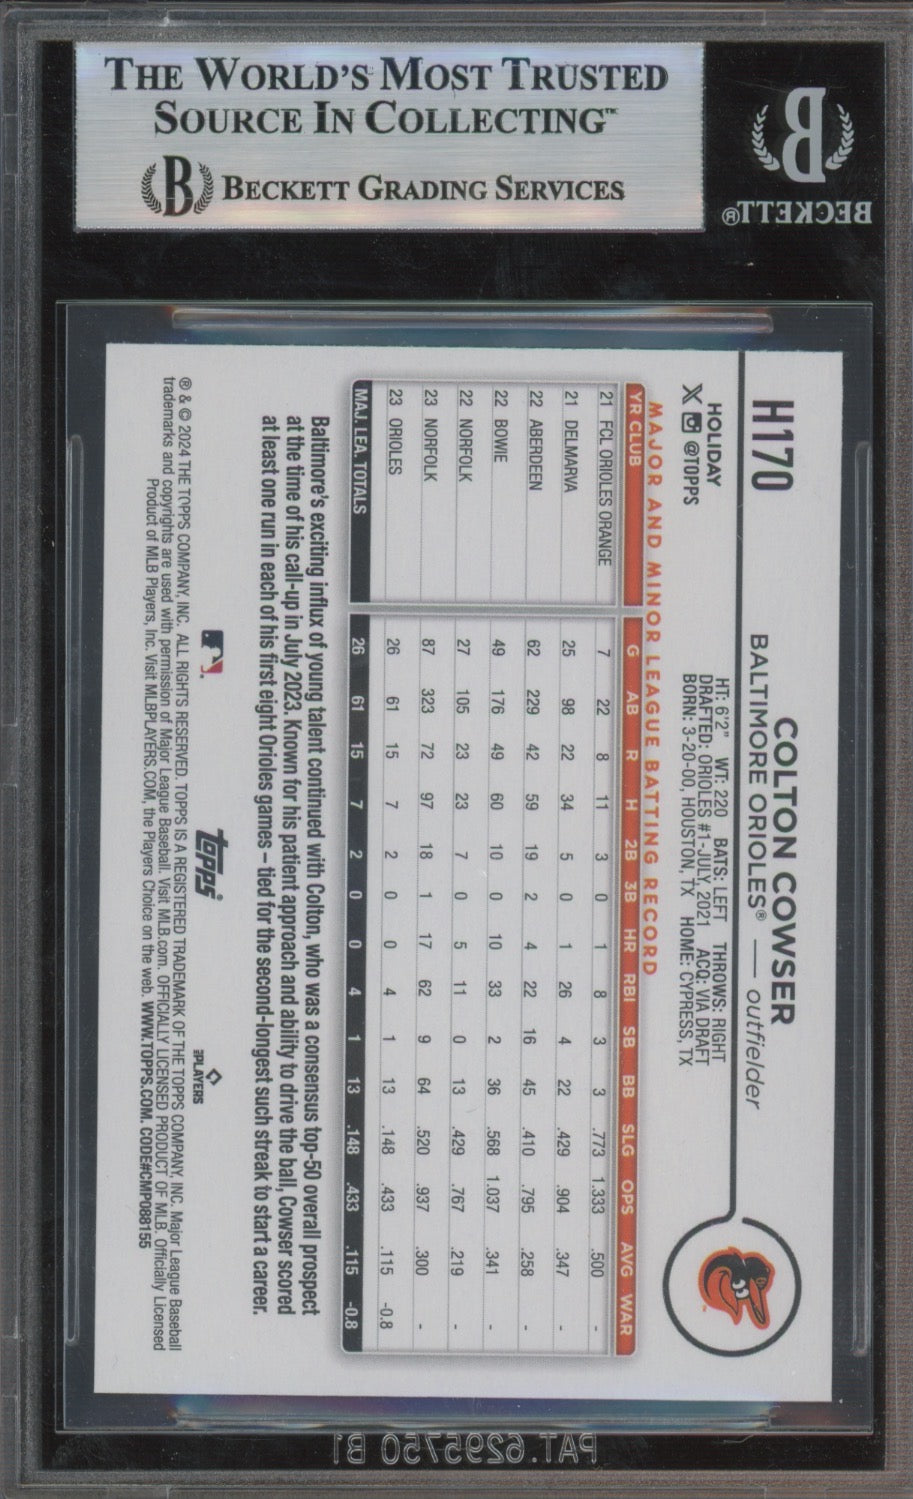 THE WORLD'S MOST TRUSTED
SOURCE IN COLLECTING™
B BECKETT GRADING SERVICES
B
BECKETT®
H170
COLTON COWSER
BALTIMORE ORIOLES® — outfielder
HOLIDAY
X @TOPPS
HT: 6'2" WT: 220 BATS: LEFT THROWS: RIGHT
DRAFTED: ORIOLES #1-JULY, 2021 ACQ: VIA DRAFT
BORN: 3-20-00, HOUSTON, TX HOME: CYPRESS, TX
MAJOR AND MINOR LEAGUE BATTING RECORD
YR CLUB G AB R H 2B 3B HR RBI SB BB SLG OPS AVG WAR
21 FCL ORIOLES ORANGE 7 22 8 11 3 0 1 8 3 3 .773 1.333 .500 -
21 DELMARVA 25 98 22 34 5 0 1 26 4 22 .429 .904 .347 -
22 ABERDEEN 62 229 42 59 19 2 4 22 16 45 .410 .795 .258 -
22 BOWIE 49 176 49 60 10 0 10 33 2 36 .568 1.037 .341 -
22 NORFOLK 27 105 23 23 7 0 5 11 0 13 .429 .767 .219 -
23 NORFOLK 87 323 72 97 18 1 17 62 9 64 .520 .937 .300 -
23 ORIOLES 26 61 15 7 2 0 0 4 1 13 .148 .433 .115 -0.8
MAJ. LEA. TOTALS 26 61 15 7 2 0 0 4 1 13 .148 .433 .115 -0.8
Baltimore's exciting influx of young talent continued with Colton, who was a consensus top-50 overall prospect
at the time of his call-up in July 2023. Known for his patient approach and ability to drive the ball, Cowser scored
at least one run in each of his first eight Orioles games – tied for the second-longest such streak to start a career.
topps
PLAYERS
® & © 2024 THE TOPPS COMPANY, INC. ALL RIGHTS RESERVED. TOPPS IS A REGISTERED TRADEMARK OF THE TOPPS COMPANY, INC. Major League Baseball
trademarks and copyrights are used with permission of Major League Baseball. Visit MLB.com. OFFICIALLY LICENSED PRODUCT OF MLB. Officially Licensed
Product of MLB Players, Inc. Visit MLBPLAYERS.COM, the Players Choice on the web. WWW.TOPPS.COM. CODE#CMP088155
PAT. 6295750 B1